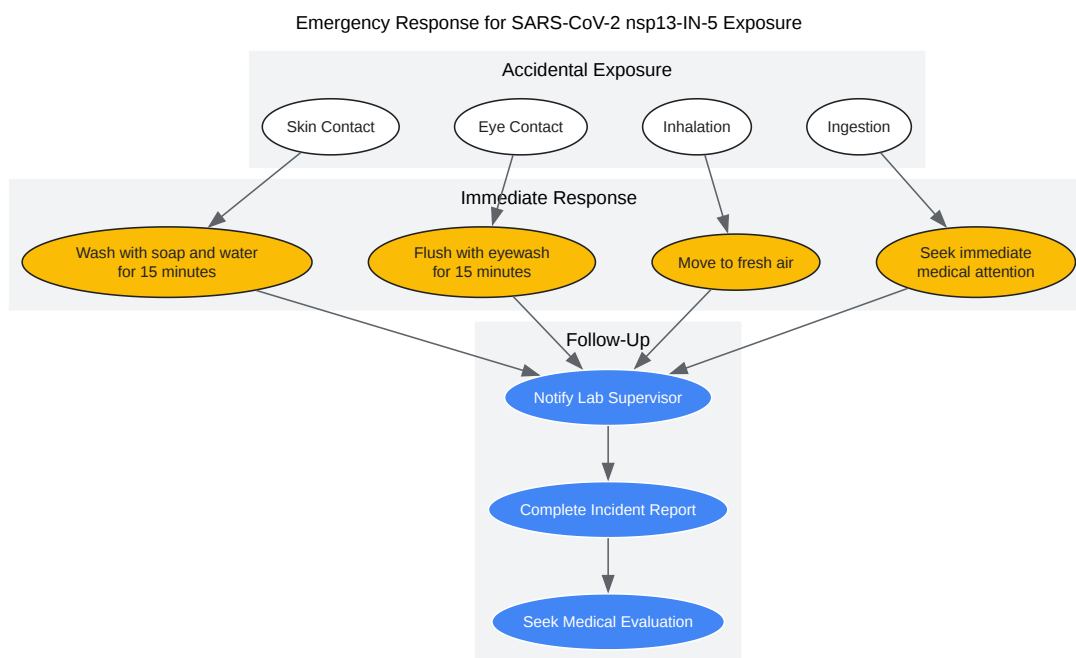 Emergency Response for SARS-CoV-2 nsp13-IN-5 Exposure
Accidental Exposure
Skin Contact
Eye Contact
Inhalation
Ingestion
Immediate Response
Wash with soap and water
for 15 minutes
Flush with eyewash
for 15 minutes
Move to fresh air
Seek immediate
medical attention
Follow-Up
Notify Lab Supervisor
Complete Incident Report
Seek Medical Evaluation